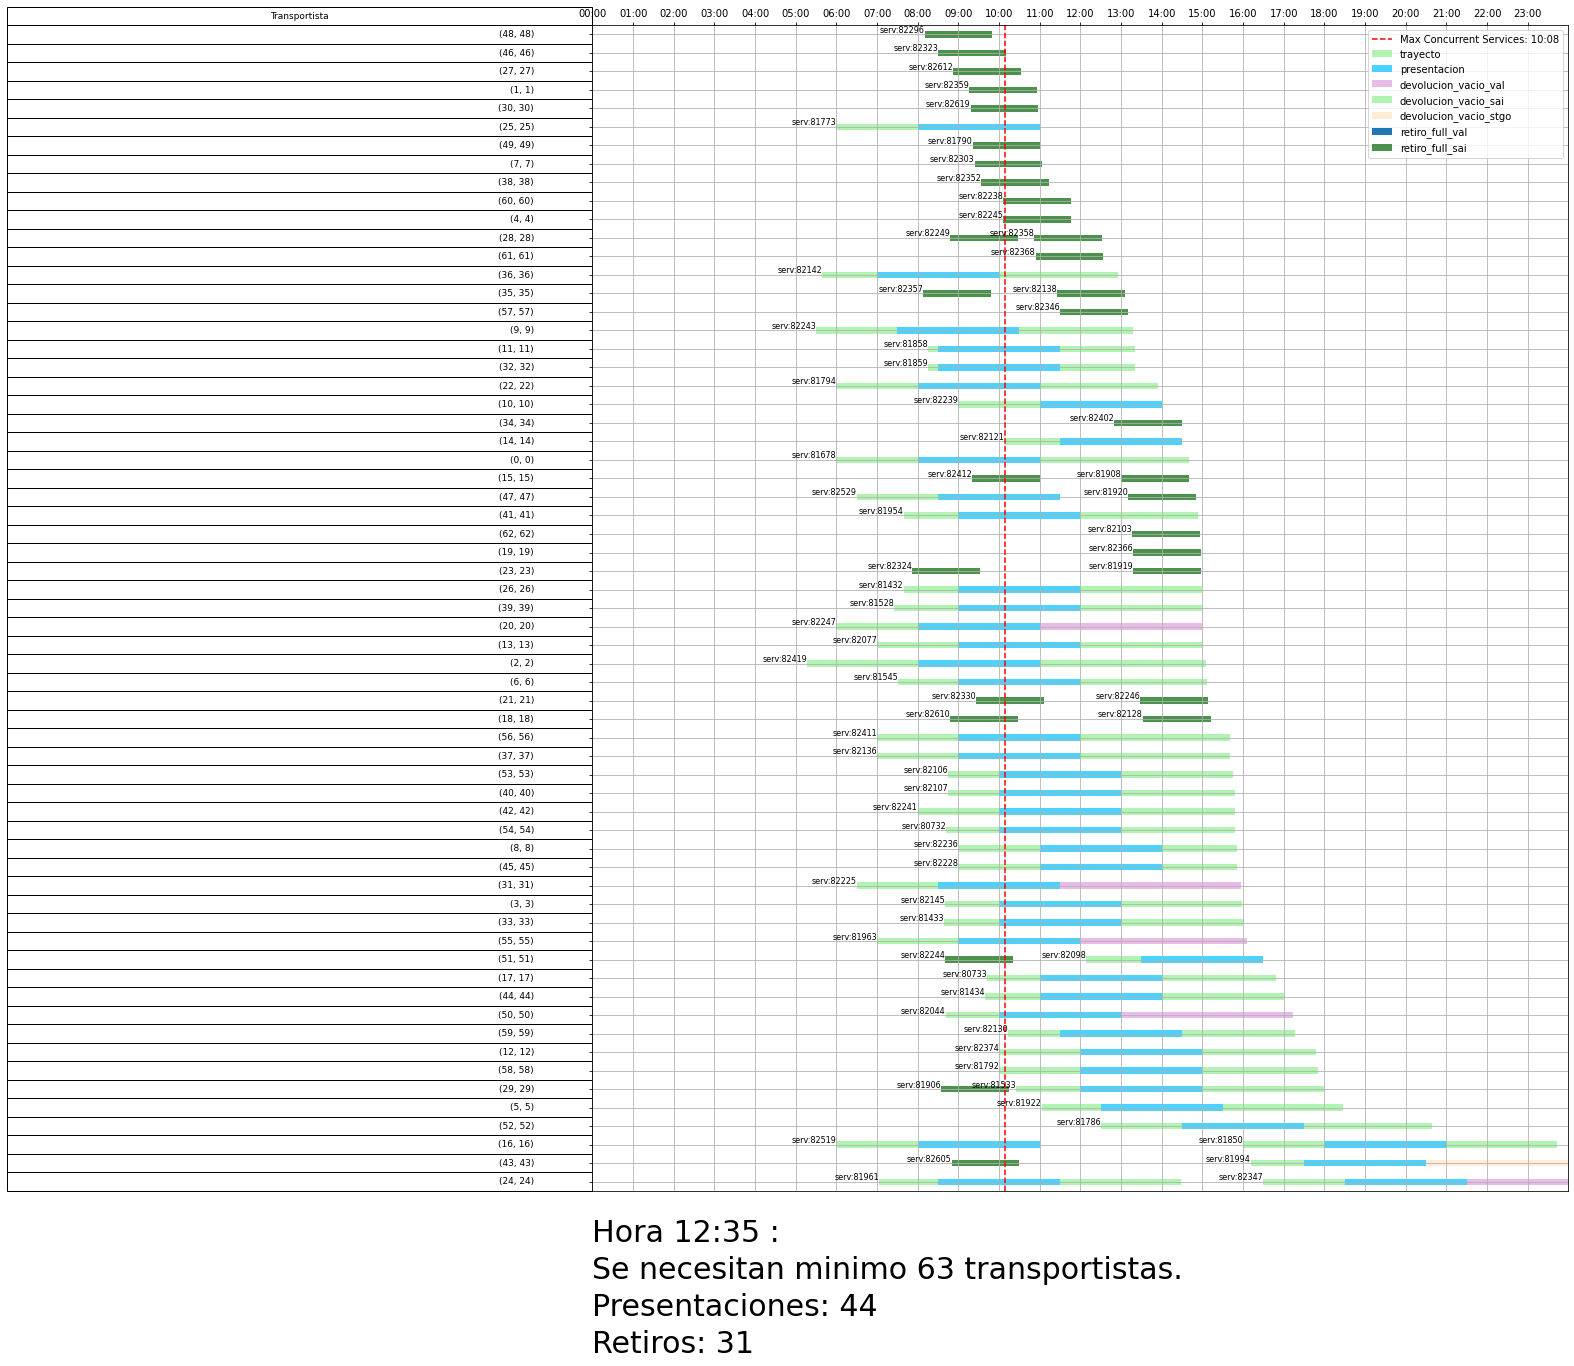 Transportista
00:00 01:00 02:00 03:00 04:00 05:00 06:00 07:00 08:00 09:00 10:00 11:00 12:00 13:00 14:00 15:00 16:00 17:00 18:00 19:00 20:00 21:00 22:00 23:00
Max Concurrent Services: 10:08
trayecto
presentacion
devolucion_vacio_val
devolucion_vacio_sai
devolucion_vacio_stgo
retiro_full_val
retiro_full_sai
(48, 48) serv:82296
(46, 46) serv:82323
(27, 27) serv:82612
(1, 1) serv:82359
(30, 30) serv:82619
(25, 25) serv:81773
(49, 49) serv:81790
(7, 7) serv:82303
(38, 38) serv:82352
(60, 60) serv:82238
(4, 4) serv:82245
(28, 28) serv:82249 serv:82358
(61, 61) serv:82368
(36, 36) serv:82142
(35, 35) serv:82357 serv:82138
(57, 57) serv:82346
(9, 9) serv:82243
(11, 11) serv:81858
(32, 32) serv:81859
(22, 22) serv:81794
(10, 10) serv:82239
(34, 34) serv:82402
(14, 14) serv:82121
(0, 0) serv:81678
(15, 15) serv:82412 serv:81908
(47, 47) serv:82529 serv:81920
(41, 41) serv:81954
(62, 62) serv:82103
(19, 19) serv:82366
(23, 23) serv:82324 serv:81919
(26, 26) serv:81432
(39, 39) serv:81528
(20, 20) serv:82247
(13, 13) serv:82077
(2, 2) serv:82419
(6, 6) serv:81545
(21, 21) serv:82330 serv:82246
(18, 18) serv:82610 serv:82128
(56, 56) serv:82411
(37, 37) serv:82136
(53, 53) serv:82106
(40, 40) serv:82107
(42, 42) serv:82241
(54, 54) serv:80732
(8, 8) serv:82236
(45, 45) serv:82228
(31, 31) serv:82225
(3, 3) serv:82145
(33, 33) serv:81433
(55, 55) serv:81963
(51, 51) serv:82244 serv:82098
(17, 17) serv:80733
(44, 44) serv:81434
(50, 50) serv:82044
(59, 59) serv:82130
(12, 12) serv:82374
(58, 58) serv:81792
(29, 29) serv:81906 serv:81533
(5, 5) serv:81922
(52, 52) serv:81786
(16, 16) serv:82519 serv:81850
(43, 43) serv:82605 serv:81994
(24, 24) serv:81961 serv:82347
Hora 12:35 :
Se necesitan minimo 63 transportistas.
Presentaciones: 44
Retiros: 31